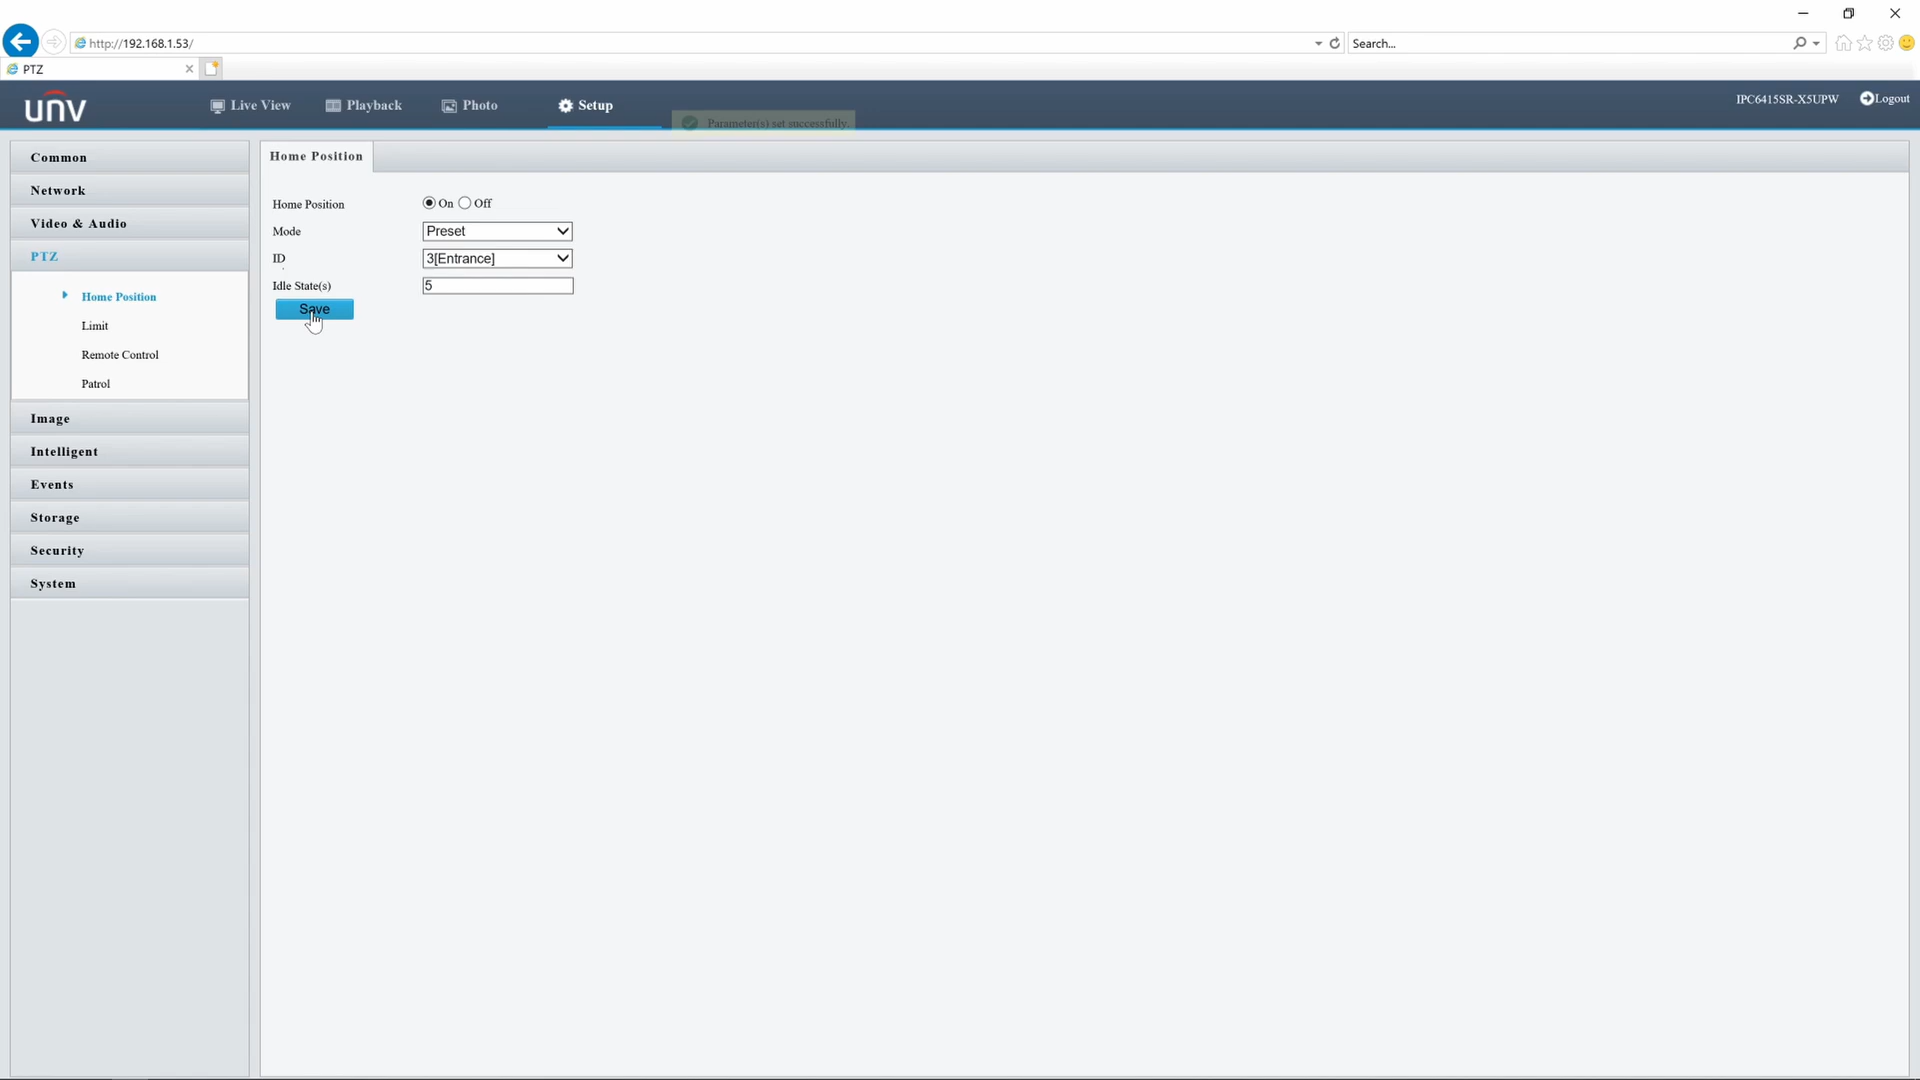 http://192.168.1.53/
Search...
PTZ
unv
Live View
Playback
Photo
Setup
Parameter(s) set successfully.
IPC6415SR-X5UPW
Logout
Common
Network
Video & Audio
PTZ
Home Position
Limit
Remote Control
Patrol
Image
Intelligent
Events
Storage
Security
System
Home Position
Home Position On Off
Mode Preset
ID 3[Entrance]
Idle State(s) 5
Save